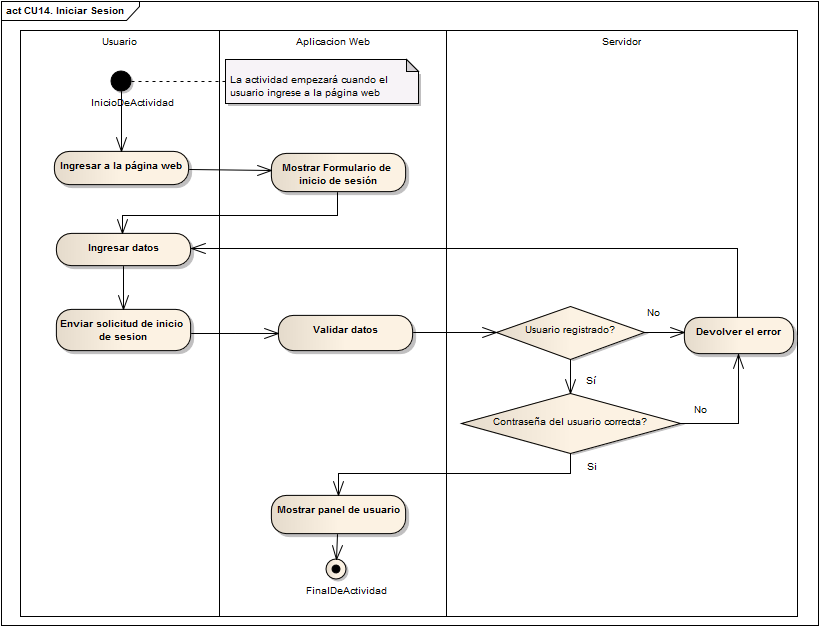 act CU14. Iniciar Sesion
Usuario
Aplicacion Web
Servidor
La actividad empezará cuando el
usuario ingrese a la página web
InicioDeActividad
Ingresar a la página web
Mostrar Formulario de
inicio de sesión
Ingresar datos
Enviar solicitud de inicio
de sesion
Validar datos
Usuario registrado?
No
Devolver el error
Sí
Contraseña del usuario correcta?
No
Si
Mostrar panel de usuario
FinalDeActividad